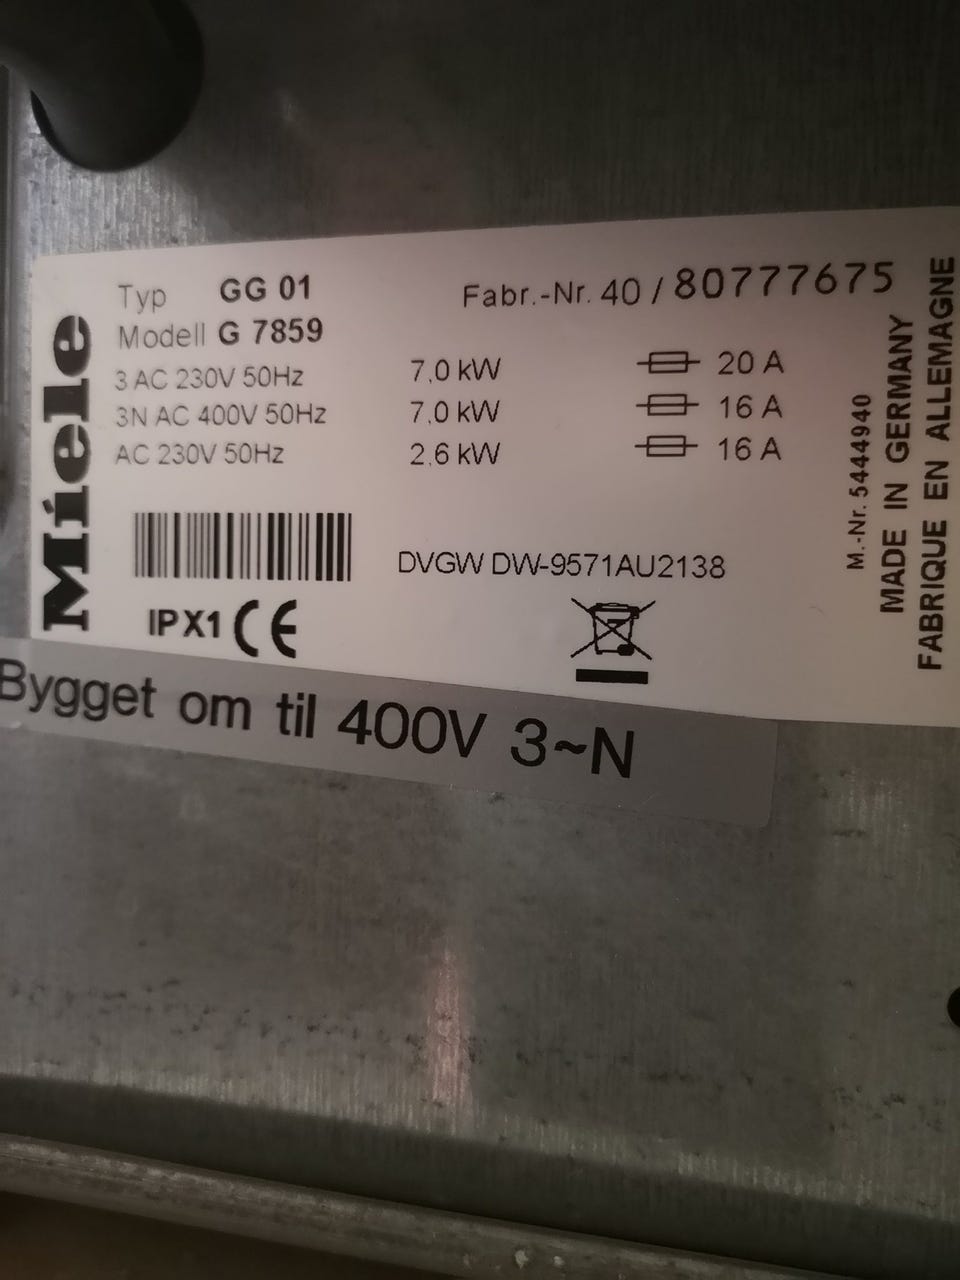 Miele
Typ GG 01
Fabr.-Nr. 40 / 80777675
Modell G 7859
3 AC 230V 50Hz 7,0 kW 20 A
3N AC 400V 50Hz 7,0 kW 16 A
AC 230V 50Hz 2,6 kW 16 A
DVGW DW-9571AU2138
IPX1 CE
M.-Nr. 5444940
MADE IN GERMANY
FABRIQUE EN ALLEMAGNE
Bygget om til 400V 3~N